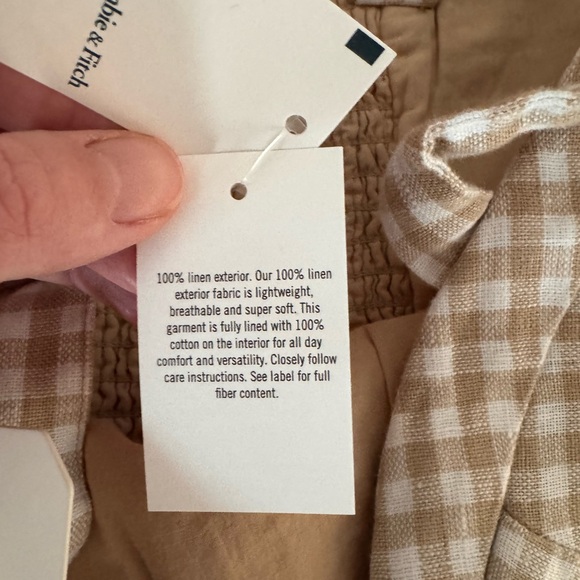 bie & Fitch
100% linen exterior. Our 100% linen
exterior fabric is lightweight,
breathable and super soft. This
garment is fully lined with 100%
cotton on the interior for all day
comfort and versatility. Closely follow
care instructions. See label for full
fiber content.